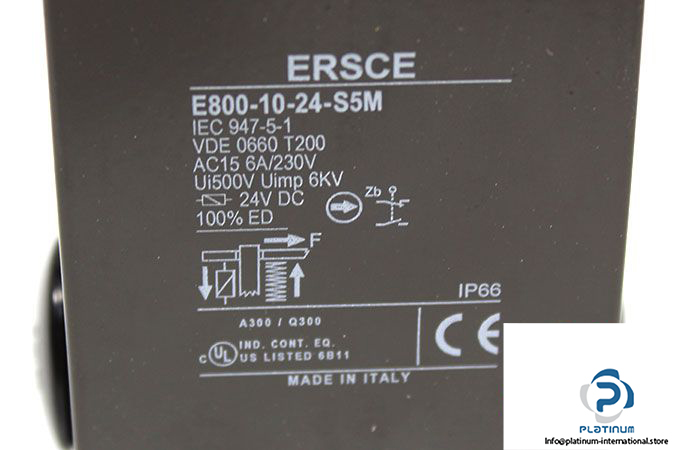 ERSCE
E800-10-24-S5M
IEC 947-5-1
VDE 0660 T200
AC15 6A/230V
Ui500V Uimp 6KV
24V DC
100% ED
Zb
F
IP66
A300 / Q300
c UL US IND. CONT. EQ.
LISTED 6B11
CE
MADE IN ITALY
P
PLATINUM
Info@platinum-international.store